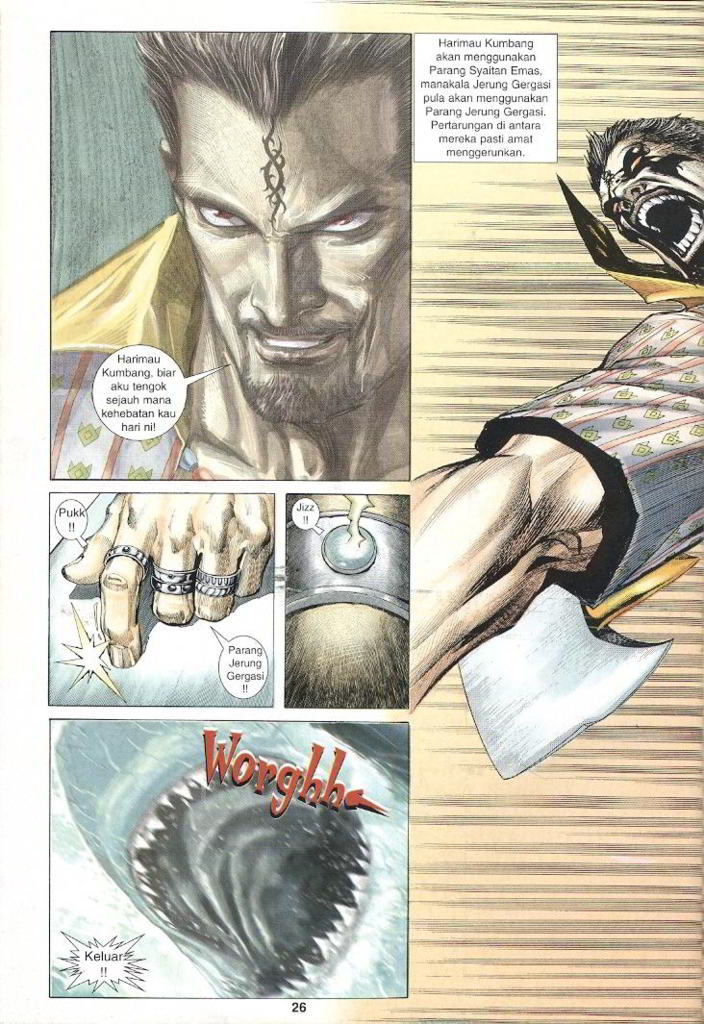 Harimau Kumbang
akan menggunakan
Parang Syaitan Emas,
manakala Jerung Gergasi
pula akan menggunakan
Parang Jerung Gergasi.
Pertarungan di antara
mereka pasti amat
menggerunkan.
Harimau
Kumbang, biar
aku tengok
sejauh mana
kehebatan kau
hari ni!
Pukk
!!
Parang
Jerung
Gergasi
!!
Jizz
!!
Worghh
Keluar
!!
26